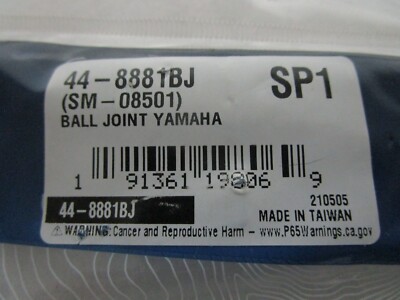 44-8881BJ SP1
(SM-08501)
BALL JOINT YAMAHA
1 91361 19806 9
210505
44-8881BJ MADE IN TAIWAN
⚠WARNING: Cancer and Reproductive Harm - www.P65Warnings.ca.gov